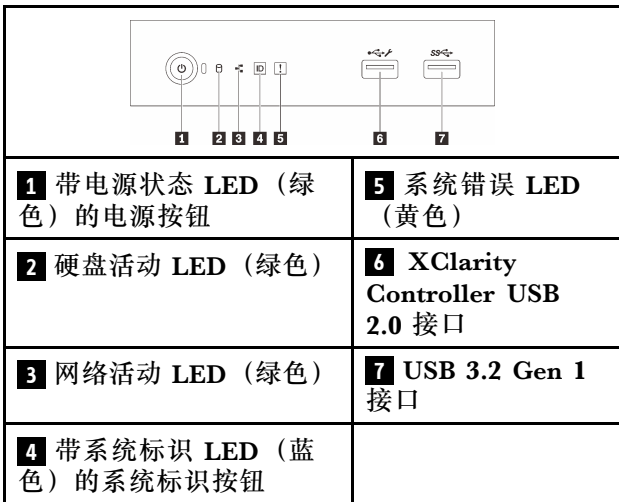 SS
ID
!
1 2 3 4 5 6 7
1 带电源状态 LED（绿
色）的电源按钮
5 系统错误 LED
（黄色）
2 硬盘活动 LED（绿色）
6 XClarity
Controller USB
2.0 接口
3 网络活动 LED（绿色）
7 USB 3.2 Gen 1
接口
4 带系统标识 LED（蓝
色）的系统标识按钮